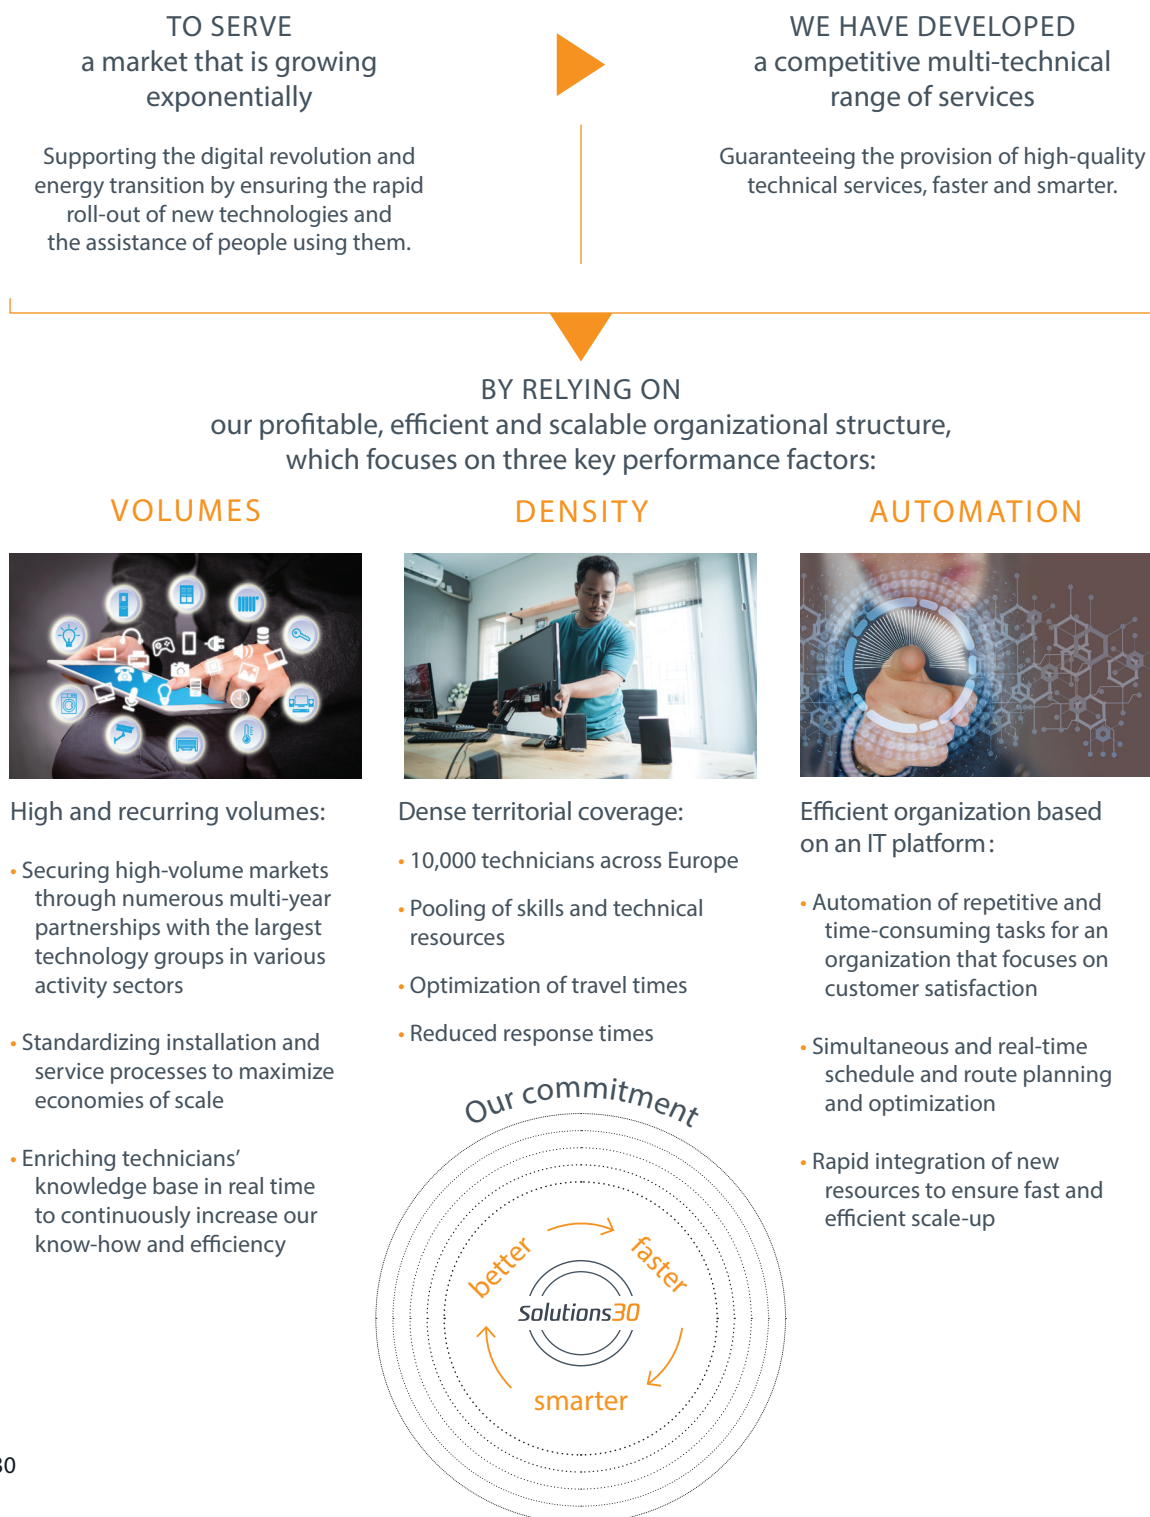 TO SERVE
a market that is growing
exponentially
Supporting the digital revolution and
energy transition by ensuring the rapid
roll-out of new technologies and
the assistance of people using them.
WE HAVE DEVELOPED
a competitive multi-technical
range of services
Guaranteeing the provision of high-quality
technical services, faster and smarter.
BY RELYING ON
our profitable, efficient and scalable organizational structure,
which focuses on three key performance factors:
VOLUMES
High and recurring volumes:
• Securing high-volume markets
through numerous multi-year
partnerships with the largest
technology groups in various
activity sectors
• Standardizing installation and
service processes to maximize
economies of scale
• Enriching technicians’
knowledge base in real time
to continuously increase our
know-how and efficiency
DENSITY
Dense territorial coverage:
• 10,000 technicians across Europe
• Pooling of skills and technical
resources
• Optimization of travel times
• Reduced response times
AUTOMATION
Efficient organization based
on an IT platform :
• Automation of repetitive and
time-consuming tasks for an
organization that focuses on
customer satisfaction
• Simultaneous and real-time
schedule and route planning
and optimization
• Rapid integration of new
resources to ensure fast and
efficient scale-up
Our commitment
better
faster
Solutions30
smarter
30